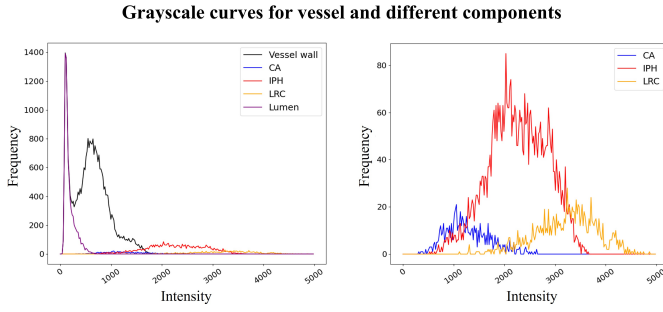 Grayscale curves for vessel and different components
1400
1200
1000
800
600
400
200
0
Frequency
0
1000
2000
3000
4000
5000
Intensity
Vessel wall
CA
IPH
LRC
Lumen
80
60
40
20
0
Frequency
0
1000
2000
3000
4000
5000
Intensity
CA
IPH
LRC